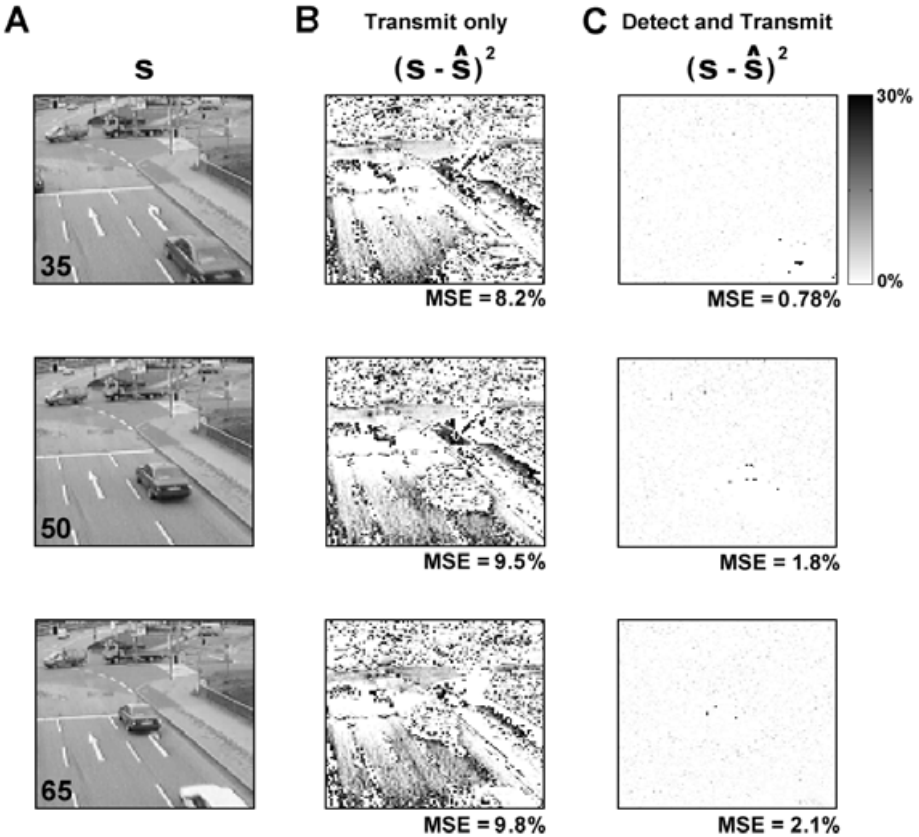 A
B Transmit only
C Detect and Transmit
S
(S - Ŝ)²
(S - Ŝ)²
35
30%
0%
MSE = 8.2%
MSE = 0.78%
50
MSE = 9.5%
MSE = 1.8%
65
MSE = 9.8%
MSE = 2.1%